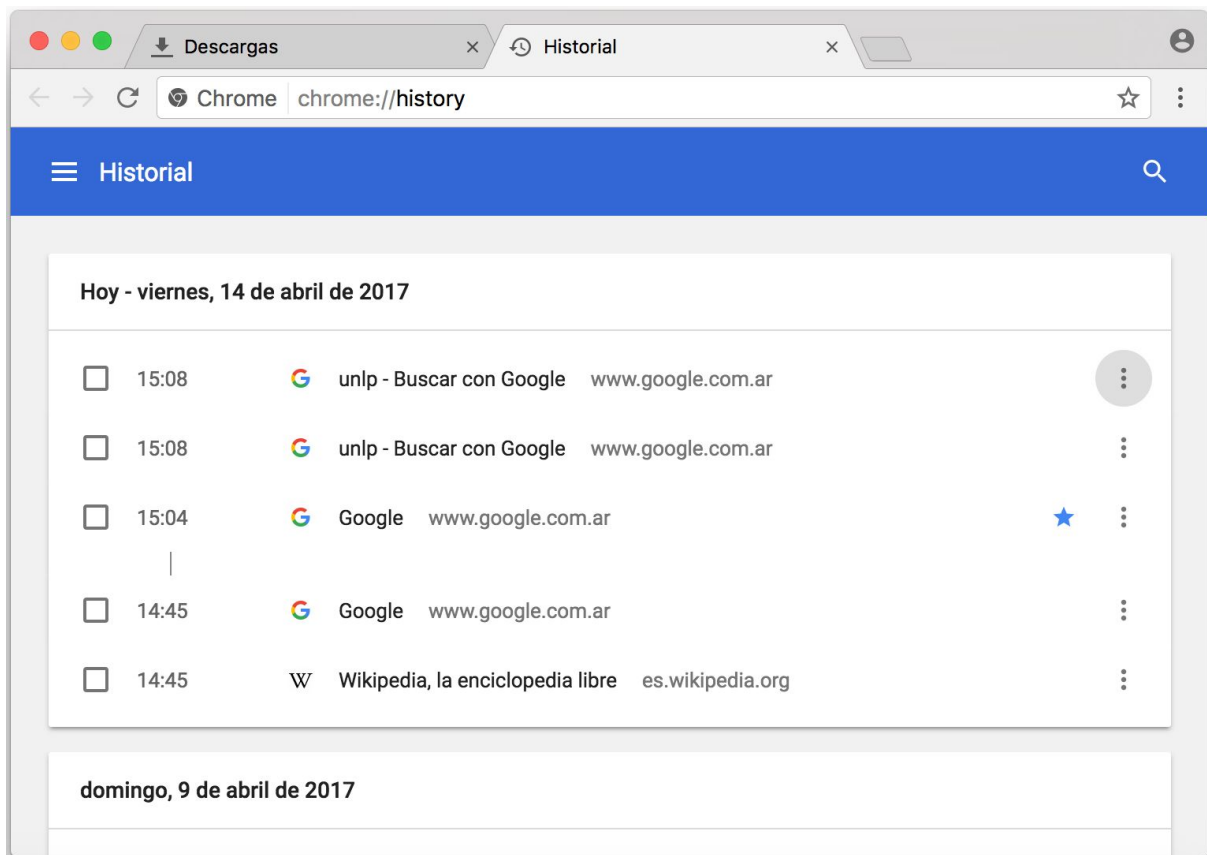 Descargas
Historial
Chrome chrome://history
Historial
Hoy - viernes, 14 de abril de 2017
15:08 unlp - Buscar con Google www.google.com.ar
15:08 unlp - Buscar con Google www.google.com.ar
15:04 Google www.google.com.ar
14:45 Google www.google.com.ar
14:45 W Wikipedia, la enciclopedia libre es.wikipedia.org
domingo, 9 de abril de 2017